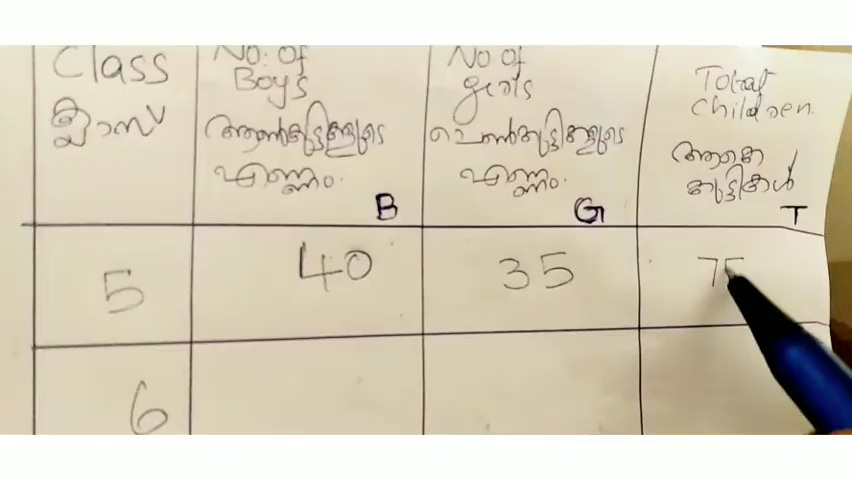 Class
ക്ലാസ്സ്
No. of
Boys
ആൺകുട്ടികളുടെ
എണ്ണം.
B
No. of
girls
പെൺകുട്ടികളുടെ
എണ്ണം.
G
Total
children
ആകെ
കുട്ടികൾ
T
5
40
35
75
6